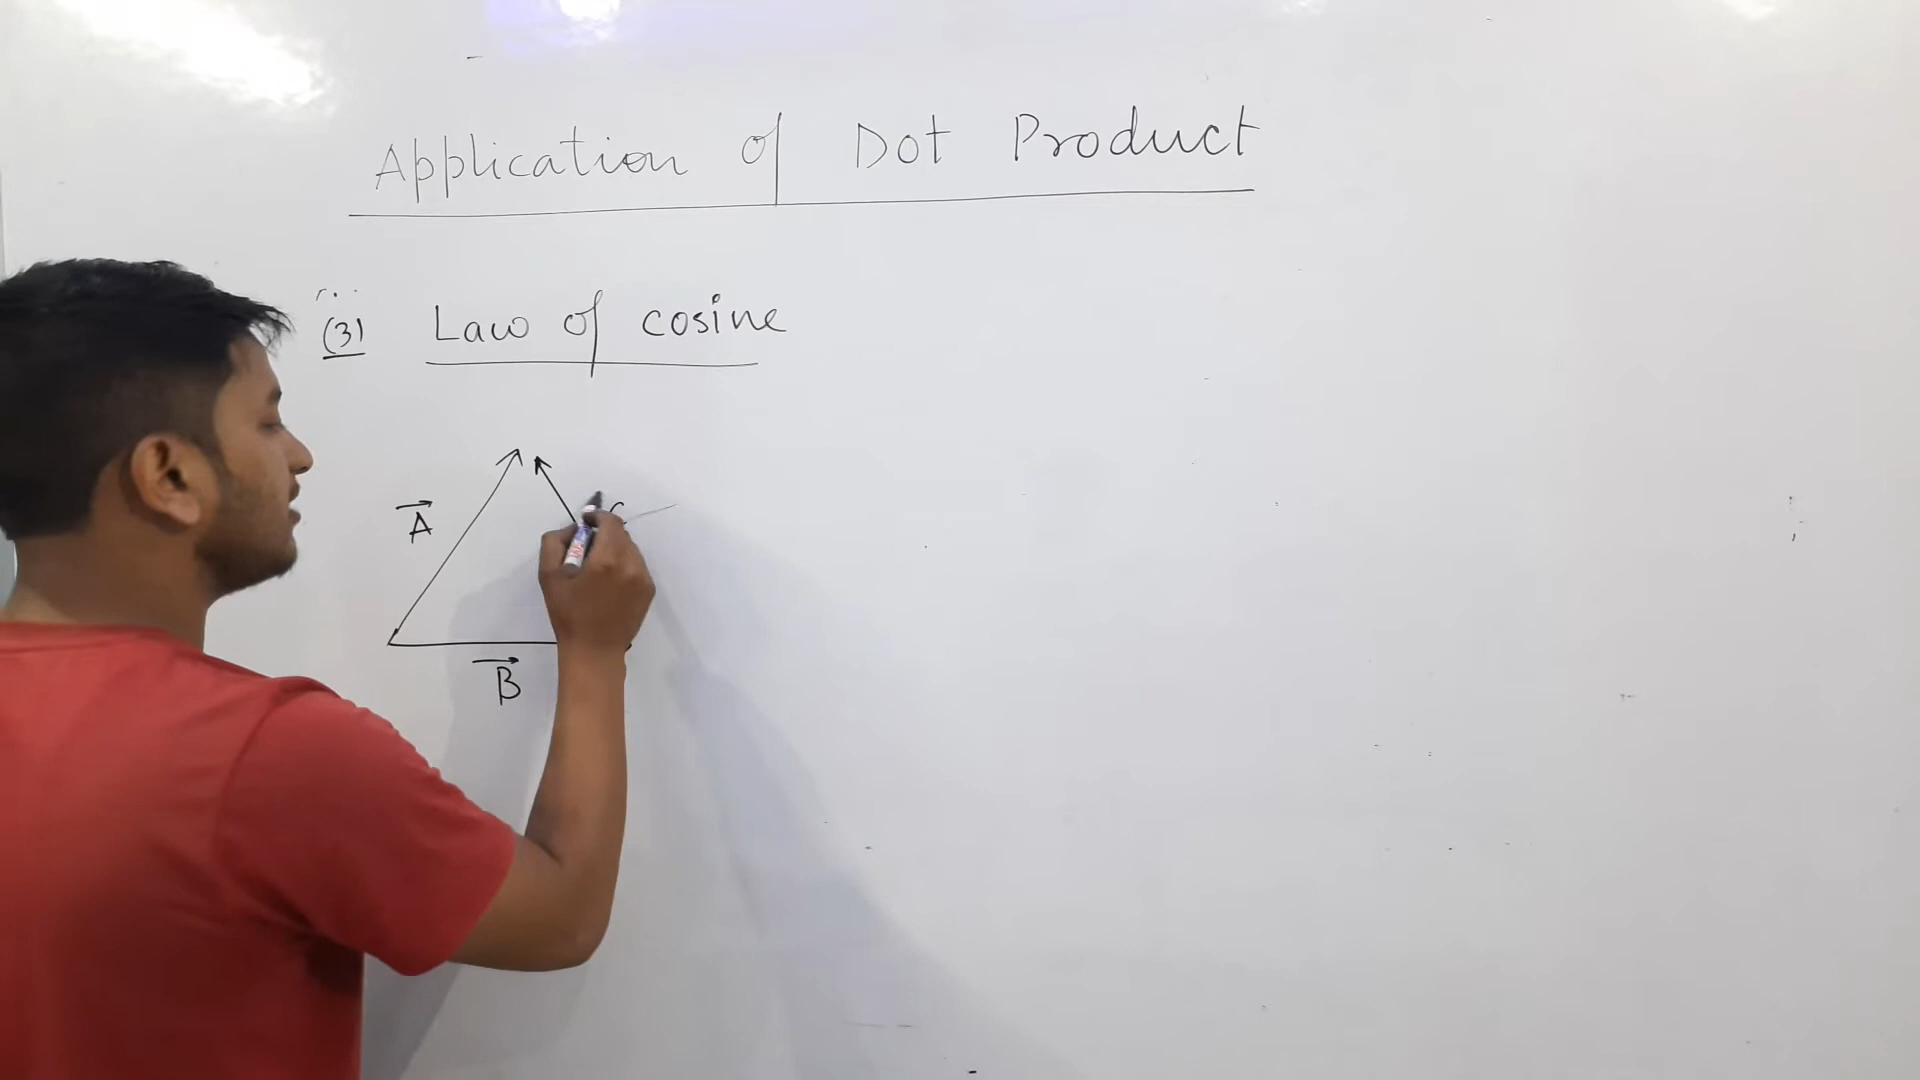 Application of Dot Product
(3) Law of cosine
A
C
B